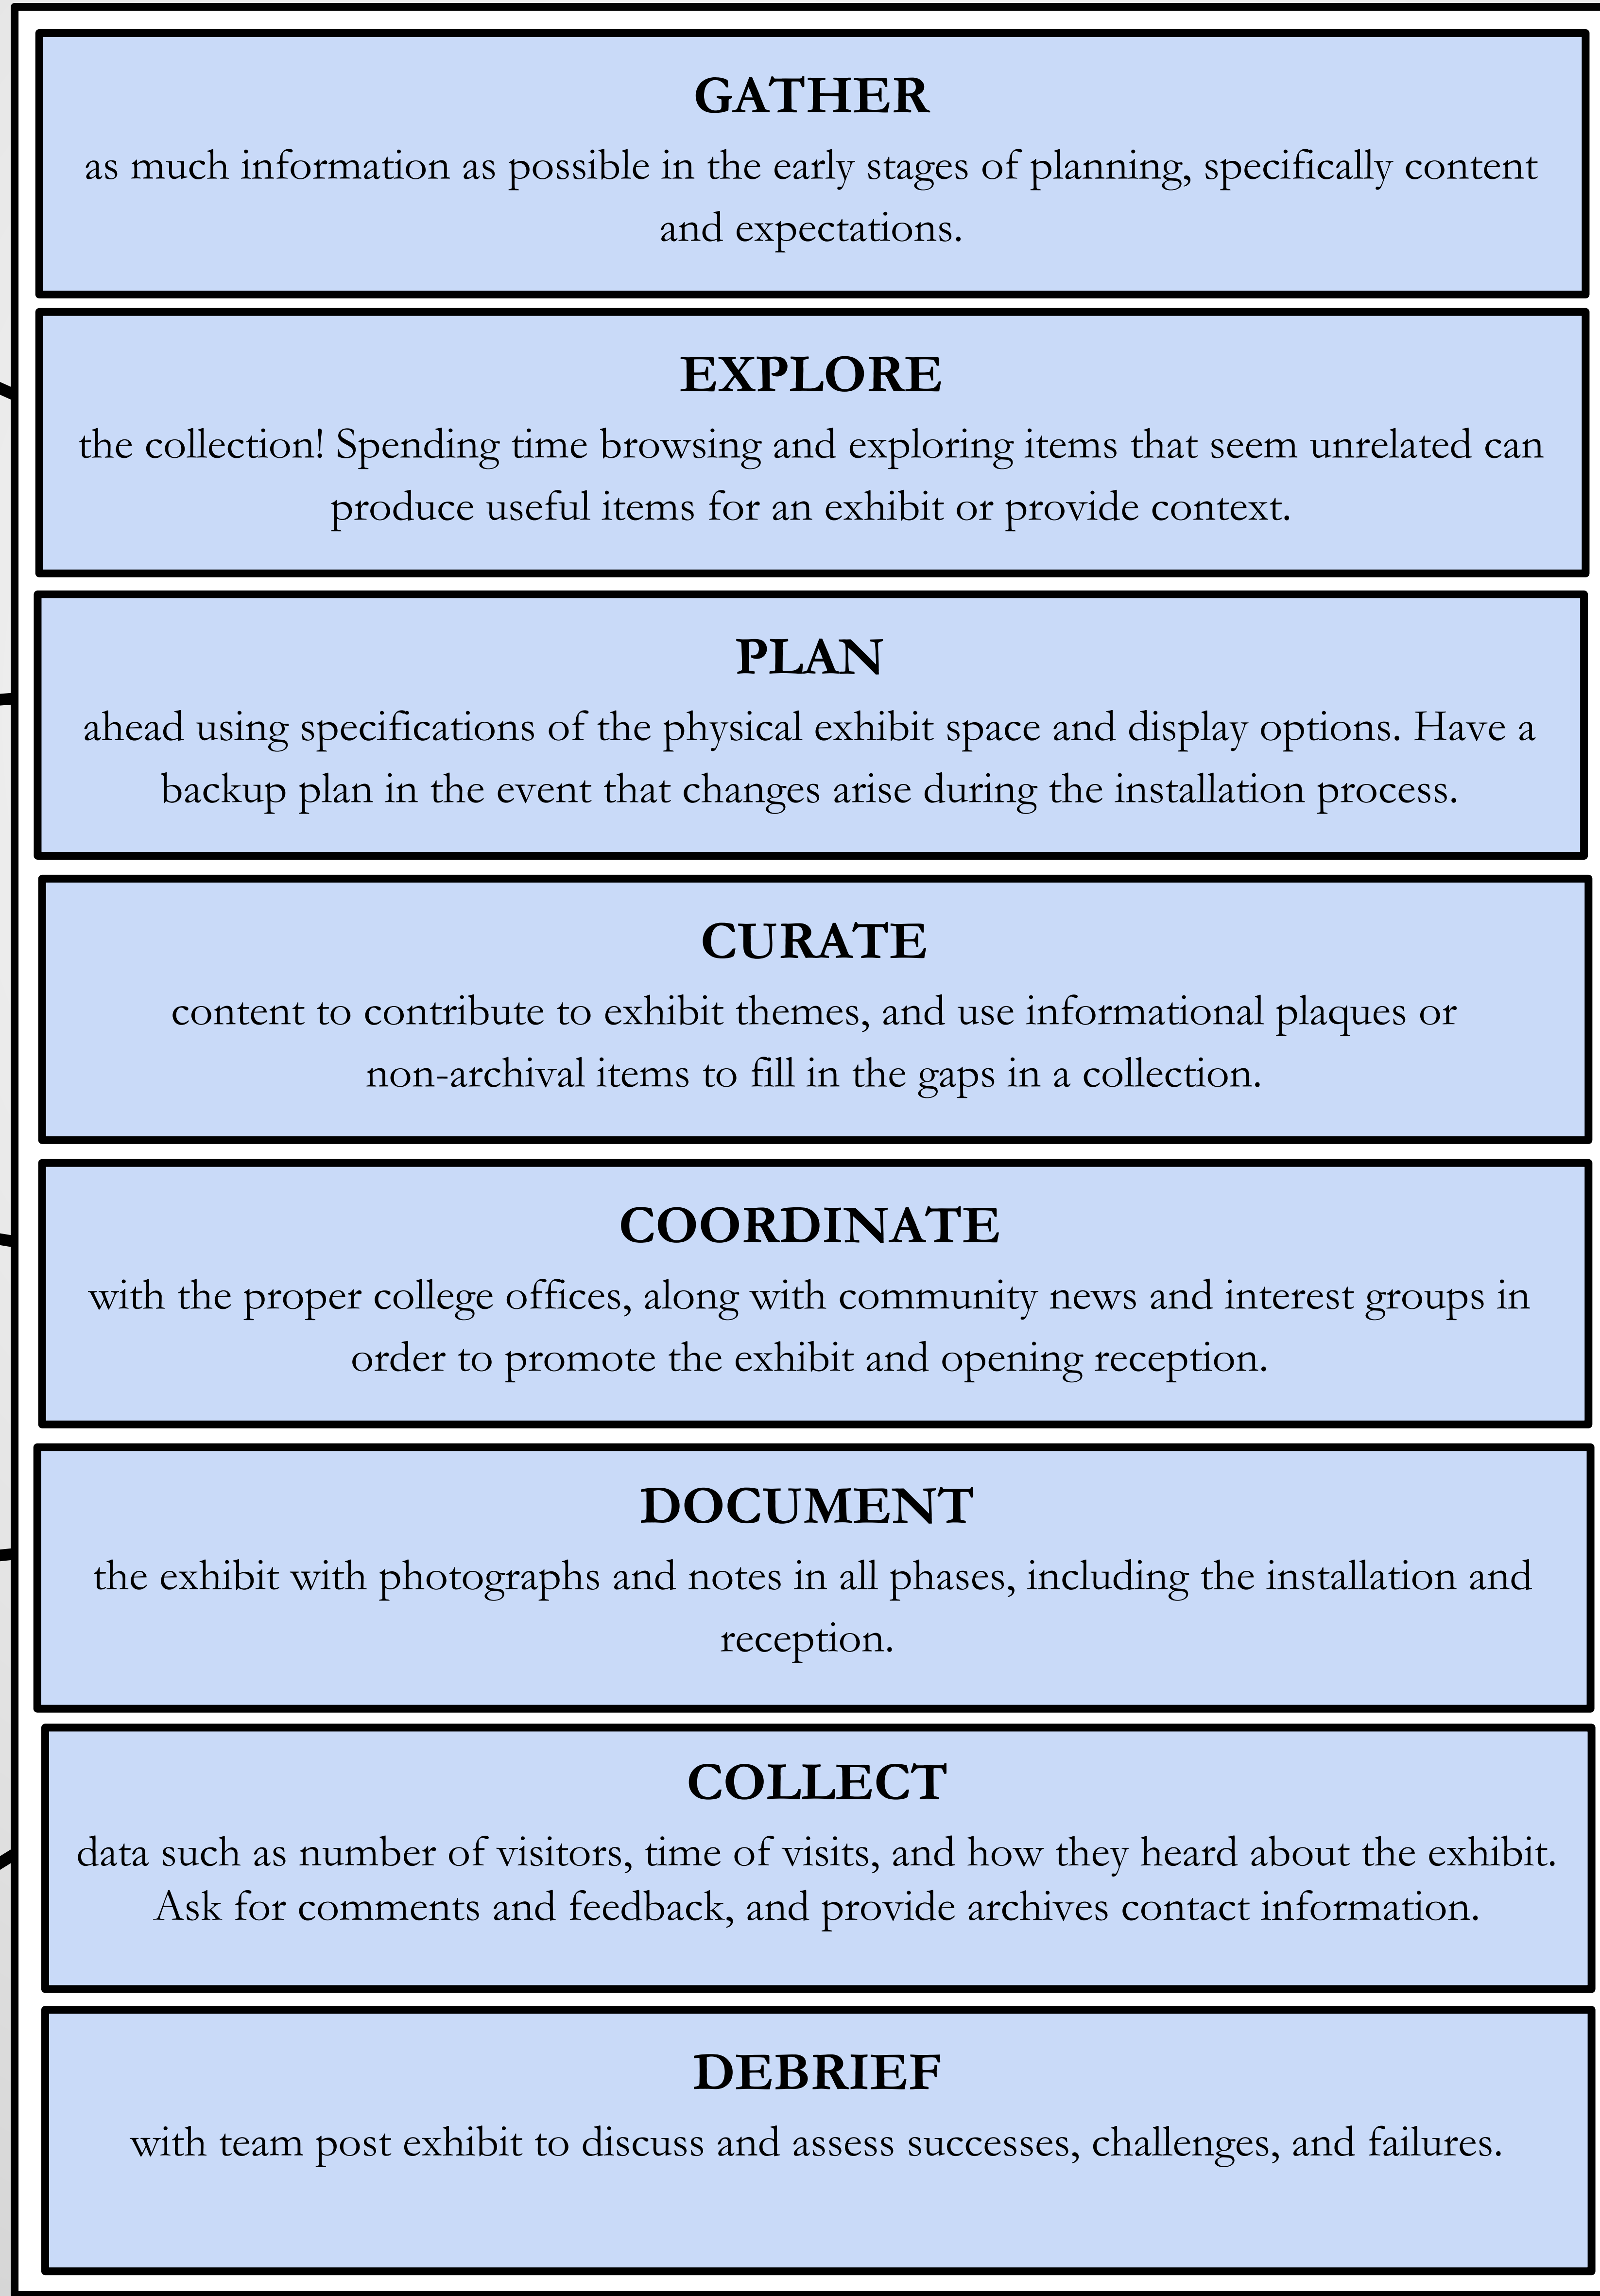 GATHER
as much information as possible in the early stages of planning, specifically content
and expectations.
EXPLORE
the collection! Spending time browsing and exploring items that seem unrelated can
produce useful items for an exhibit or provide context.
PLAN
ahead using specifications of the physical exhibit space and display options. Have a
backup plan in the event that changes arise during the installation process.
CURATE
content to contribute to exhibit themes, and use informational plaques or
non-archival items to fill in the gaps in a collection.
COORDINATE
with the proper college offices, along with community news and interest groups in
order to promote the exhibit and opening reception.
DOCUMENT
the exhibit with photographs and notes in all phases, including the installation and
reception.
COLLECT
data such as number of visitors, time of visits, and how they heard about the exhibit.
Ask for comments and feedback, and provide archives contact information.
DEBRIEF
with team post exhibit to discuss and assess successes, challenges, and failures.